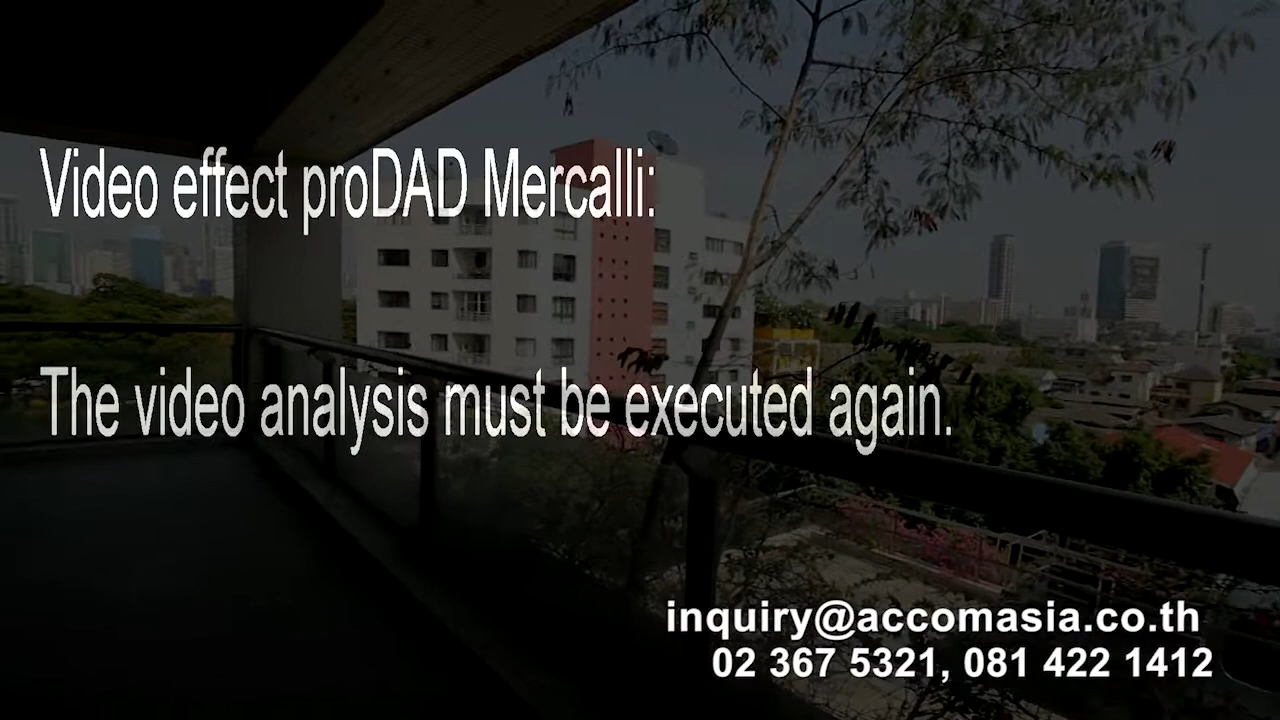 Video effect proDAD Mercalli:
The video analysis must be executed again.
inquiry@accomasia.co.th
02 367 5321, 081 422 1412